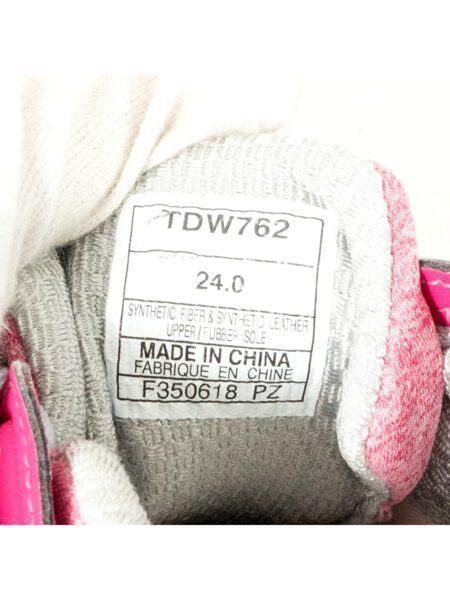 TDW762
24.0
SYNTHETIC FIBER & SYNTHETIC LEATHER
UPPER/RUBBER SOLE
MADE IN CHINA
FABRIQUE EN CHINE
F350618 PZ